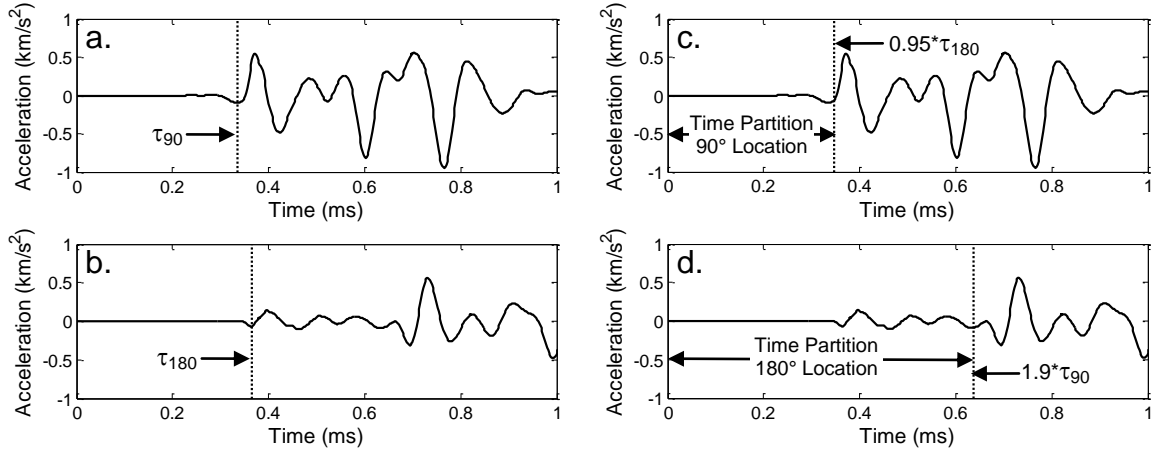 a.
Acceleration (km/s²)
1
0.5
0
-0.5
-1
τ90
0 0.2 0.4 0.6 0.8 1
Time (ms)
c.
Acceleration (km/s²)
1
0.5
0
-0.5
-1
0.95*τ180
Time Partition
90° Location
0 0.2 0.4 0.6 0.8 1
Time (ms)
b.
Acceleration (km/s²)
1
0.5
0
-0.5
-1
τ180
0 0.2 0.4 0.6 0.8 1
Time (ms)
d.
Acceleration (km/s²)
1
0.5
0
-0.5
-1
Time Partition
180° Location
1.9*τ90
0 0.2 0.4 0.6 0.8 1
Time (ms)